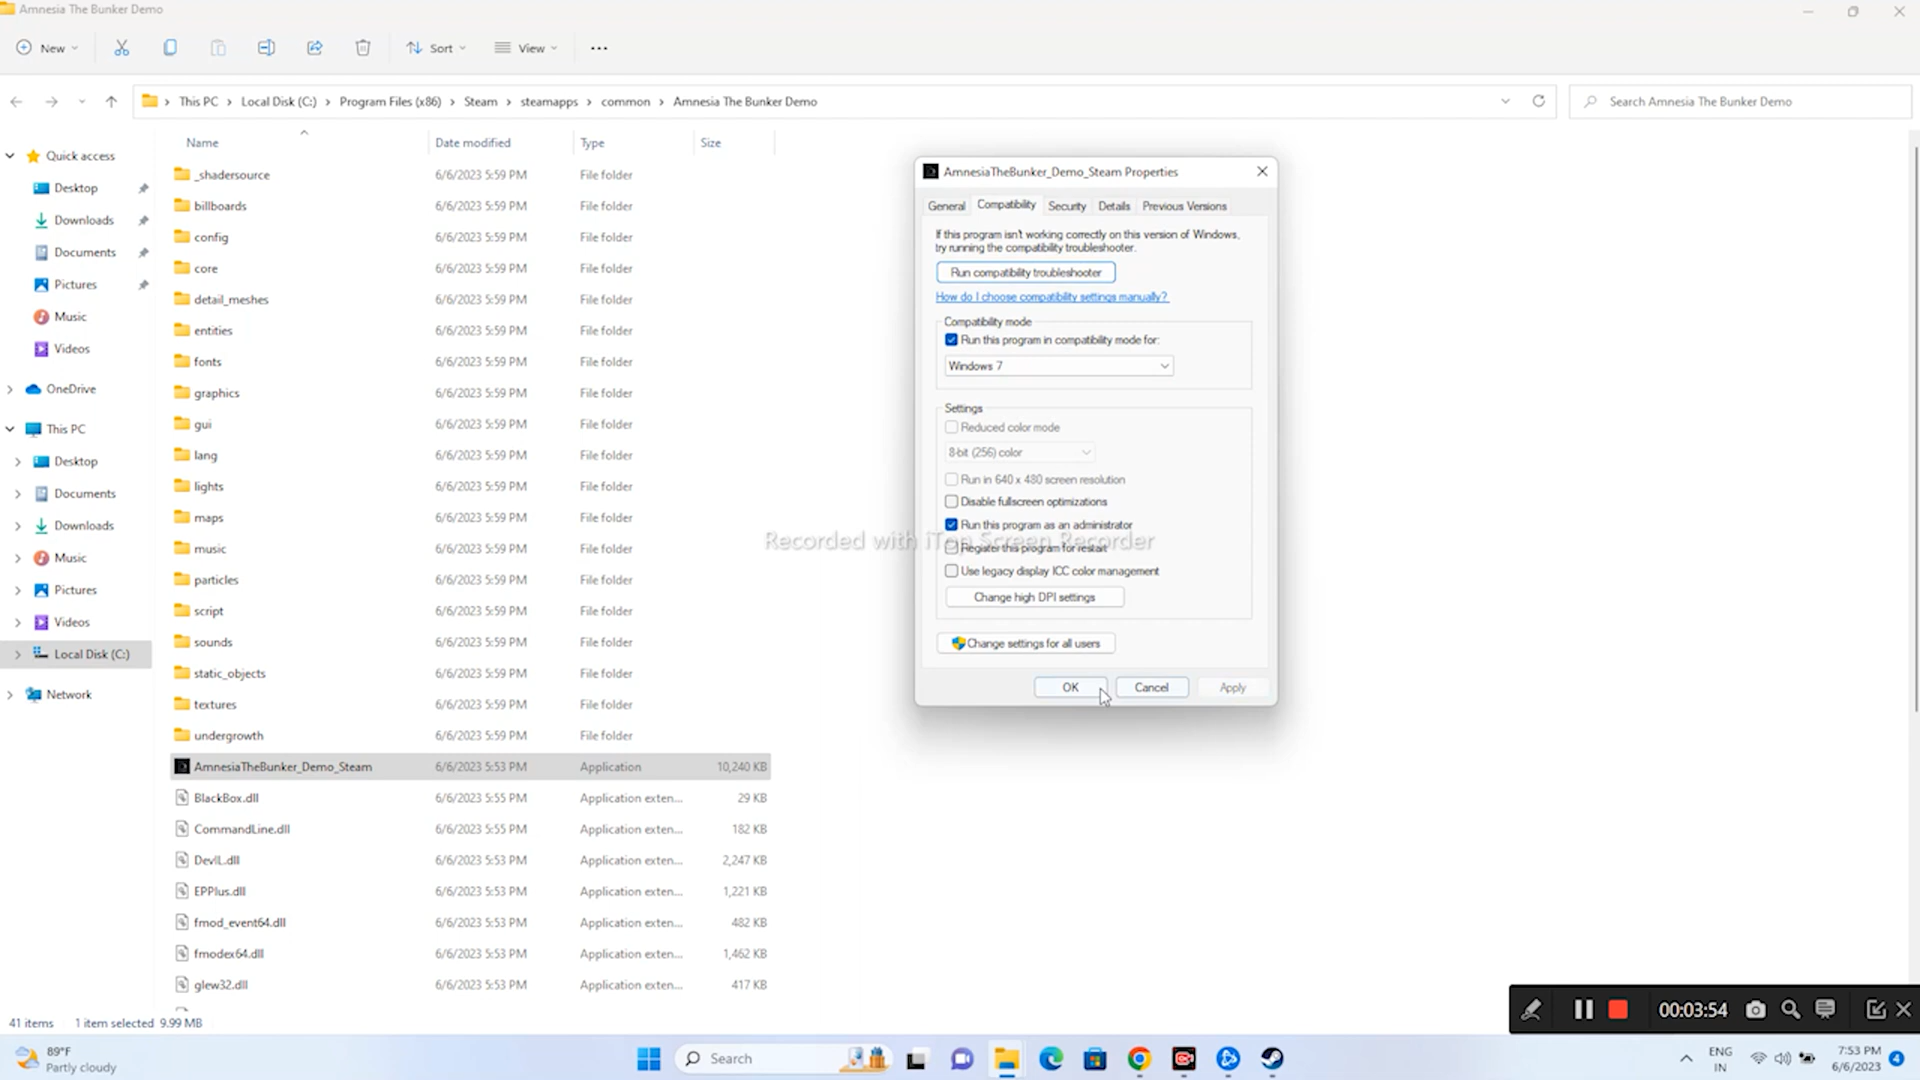 Amnesia The Bunker Demo
New
Sort
View
This PC
Local Disk (C:)
Program Files (x86)
Steam
steamapps
common
Amnesia The Bunker Demo
Search Amnesia The Bunker Demo
Quick access
Desktop
Downloads
Documents
Pictures
Music
Videos
OneDrive
This PC
Desktop
Documents
Downloads
Music
Pictures
Videos
Local Disk (C:)
Network
Name Date modified Type Size
_shadersource 6/6/2023 5:59 PM File folder
billboards 6/6/2023 5:59 PM File folder
config 6/6/2023 5:59 PM File folder
core 6/6/2023 5:59 PM File folder
detail_meshes 6/6/2023 5:59 PM File folder
entities 6/6/2023 5:59 PM File folder
fonts 6/6/2023 5:59 PM File folder
graphics 6/6/2023 5:59 PM File folder
gui 6/6/2023 5:59 PM File folder
lang 6/6/2023 5:59 PM File folder
lights 6/6/2023 5:59 PM File folder
maps 6/6/2023 5:59 PM File folder
music 6/6/2023 5:59 PM File folder
particles 6/6/2023 5:59 PM File folder
script 6/6/2023 5:59 PM File folder
sounds 6/6/2023 5:59 PM File folder
static_objects 6/6/2023 5:59 PM File folder
textures 6/6/2023 5:59 PM File folder
undergrowth 6/6/2023 5:59 PM File folder
AmnesiaTheBunker_Demo_Steam 6/6/2023 5:53 PM Application 10,240 KB
BlackBox.dll 6/6/2023 5:55 PM Application exten... 29 KB
CommandLine.dll 6/6/2023 5:55 PM Application exten... 182 KB
DevIL.dll 6/6/2023 5:53 PM Application exten... 2,247 KB
EPPlus.dll 6/6/2023 5:53 PM Application exten... 1,221 KB
fmod_event64.dll 6/6/2023 5:53 PM Application exten... 482 KB
fmodex64.dll 6/6/2023 5:53 PM Application exten... 1,462 KB
glew32.dll 6/6/2023 5:53 PM Application exten... 417 KB
AmnesiaTheBunker_Demo_Steam Properties
General Compatibility Security Details Previous Versions
If this program isn't working correctly on this version of Windows,
try running the compatibility troubleshooter.
Run compatibility troubleshooter
How do I choose compatibility settings manually?
Compatibility mode
Run this program in compatibility mode for:
Windows 7
Settings
Reduced color mode
8-bit (256) color
Run in 640 x 480 screen resolution
Disable fullscreen optimizations
Run this program as an administrator
Recorded with iTop Screen Recorder
Register this program for restart
Use legacy display ICC color management
Change high DPI settings
Change settings for all users
OK Cancel Apply
00:03:54
41 items 1 item selected 9.99 MB
89°F
Partly cloudy
Search
ENG
IN
7:53 PM
6/6/2023
4